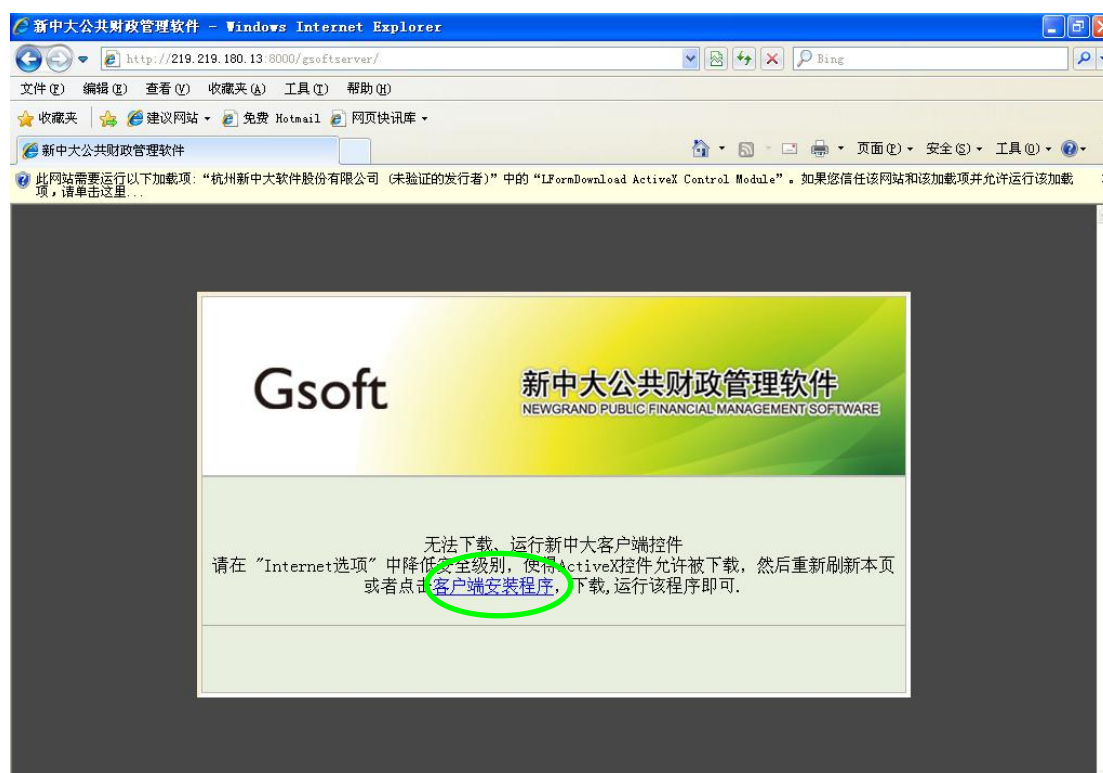 新中大公共财政管理软件 - Windows Internet Explorer
http://219.219.180.13:8000/gsoftserver/
Bing
文件(F) 编辑(E) 查看(V) 收藏夹(A) 工具(T) 帮助(H)
收藏夹 建议网站 免费 Hotmail 网页快讯库
新中大公共财政管理软件 页面(P) 安全(S) 工具(O)
此网站需要运行以下加载项:“杭州新中大软件股份有限公司 (未验证的发行者)”中的“LFormDownload ActiveX Control Module”。如果您信任该网站和该加载项并允许运行该加载
项,请单击这里...
Gsoft
新中大公共财政管理软件
NEWGRAND PUBLIC FINANCIAL MANAGEMENT SOFTWARE
无法下载、运行新中大客户端控件
请在 "Internet选项" 中降低安全级别, 使得ActiveX控件允许被下载, 然后重新刷新本页
或者点击客户端安装程序, 下载,运行该程序即可.